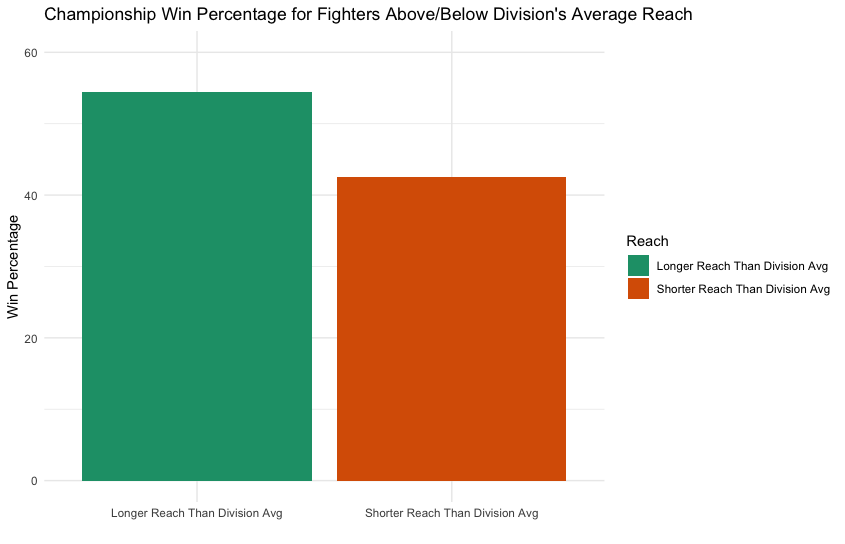 Championship Win Percentage for Fighters Above/Below Division's Average Reach
60
40
20
0
Win Percentage
Longer Reach Than Division Avg
Shorter Reach Than Division Avg
Reach
Longer Reach Than Division Avg
Shorter Reach Than Division Avg